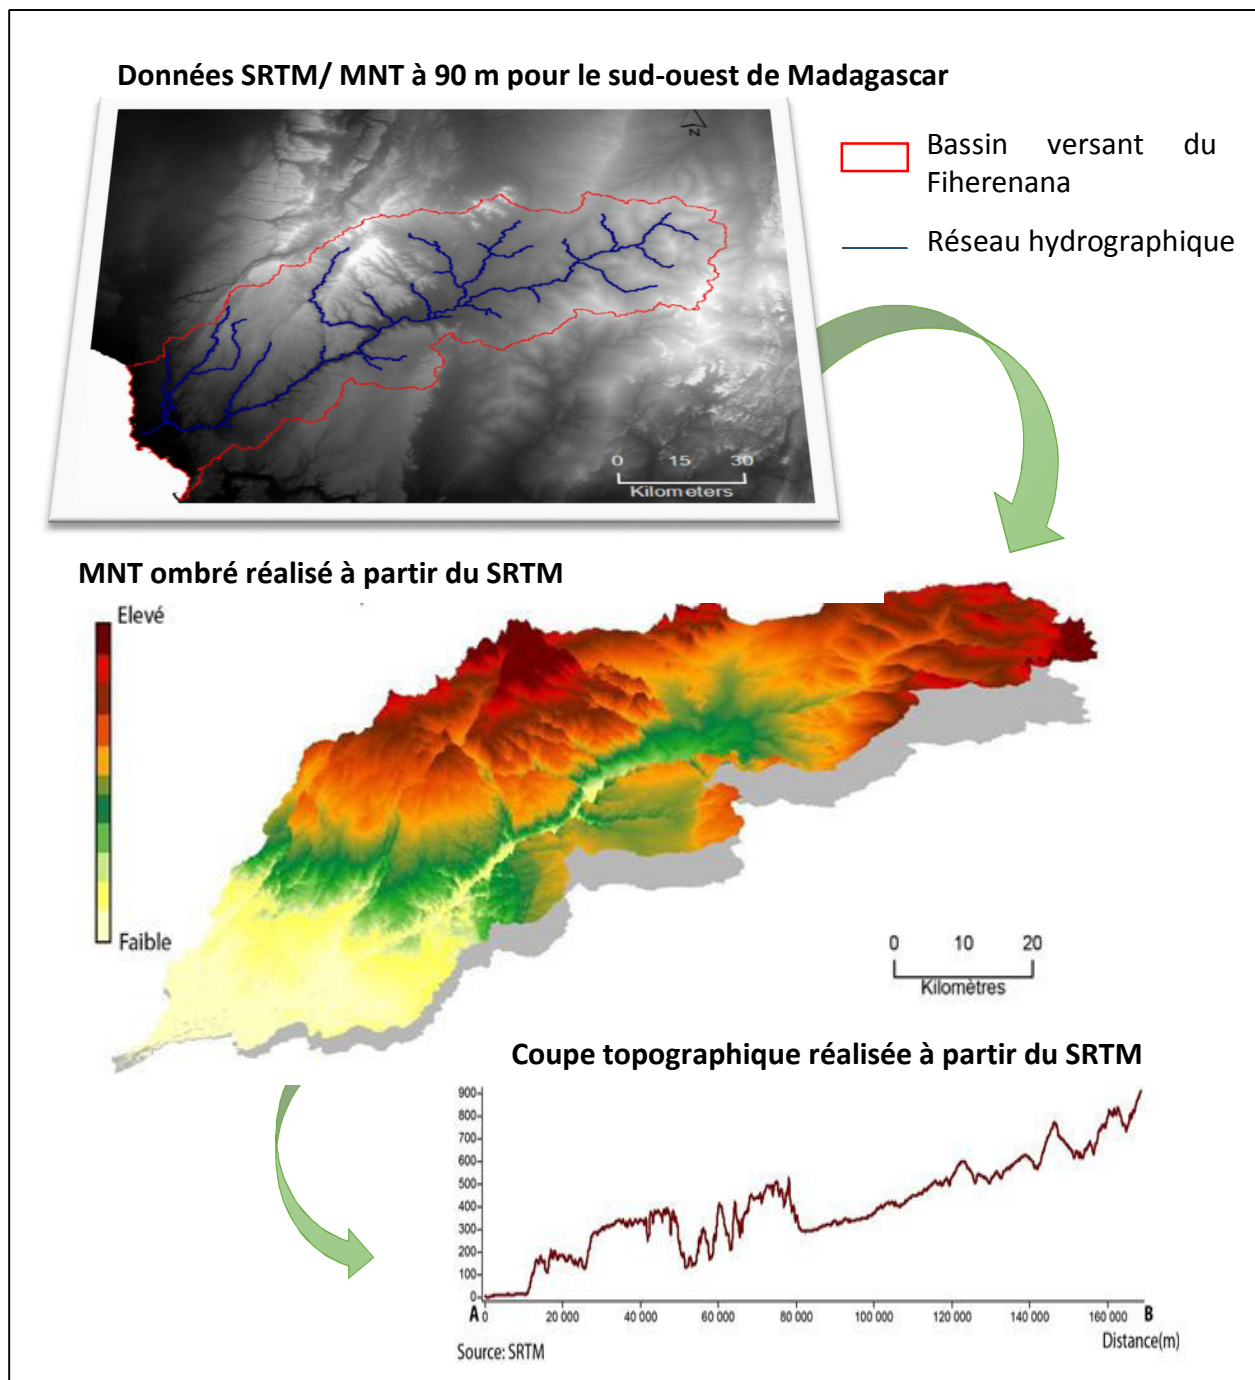 Données SRTM/ MNT à 90 m pour le sud-ouest de Madagascar
N
Bassin versant du
Fiherenana
Réseau hydrographique
0 15 30
Kilometers
MNT ombré réalisé à partir du SRTM
Elevé
Faible
0 10 20
Kilomètres
Coupe topographique réalisée à partir du SRTM
900
800
700
600
500
400
300
200
100
0
A 0 20 000 40 000 60 000 80 000 100 000 120 000 140 000 160 000 B
Distance(m)
Source: SRTM